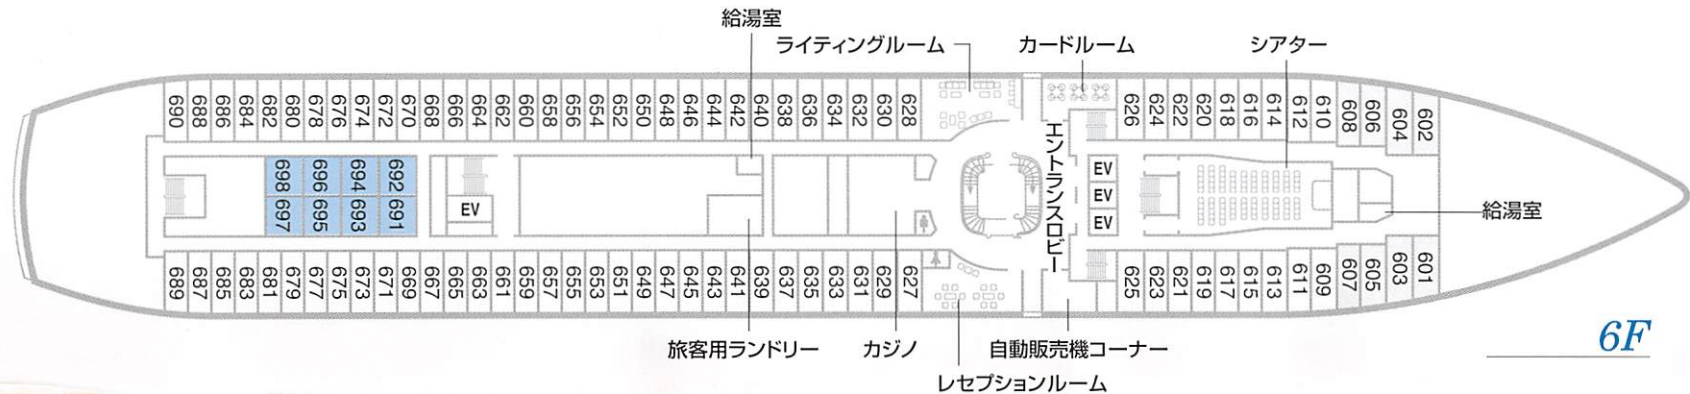 給湯室
ライティングルーム
カードルーム
シアター
690 688 686 684 682 680 678 676 674 672 670 668 666 664 662 660 658 656 654 652 650 648 646 644 642 640 638 636 634 632 630 628
626 624 622 620 618 616 614 612 610 608 606 604 602
エントランスロビー
698 696 694 692
697 695 693 691
EV
EV
EV
EV
給湯室
689 687 685 683 681 679 677 675 673 671 669 667 665 663 661 659 657 655 653 651 649 647 645 643 641 639 637 635 633 631 629 627
625 623 621 619 617 615 613 611 609 607 605 603 601
旅客用ランドリー
カジノ
自動販売機コーナー
レセプションルーム
6F